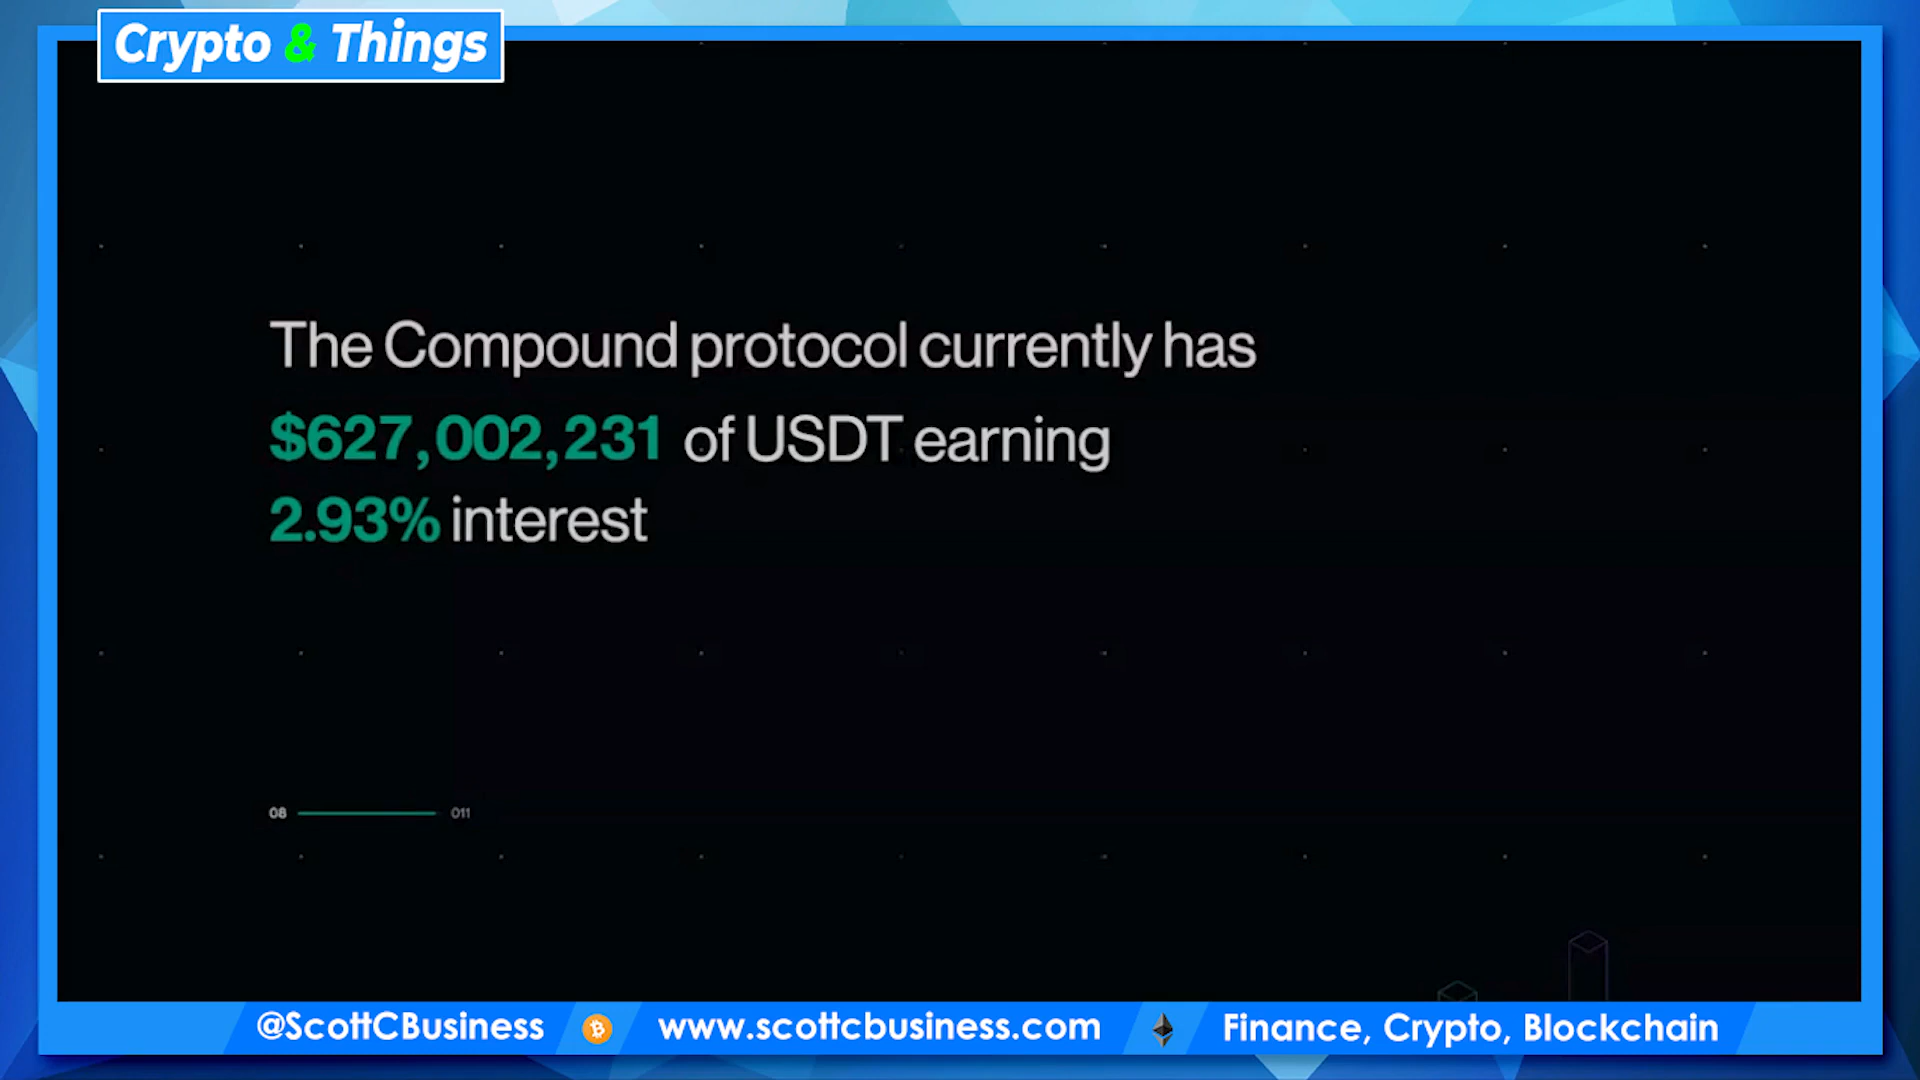 Crypto & Things
The Compound protocol currently has
$627,002,231 of USDT earning
2.93% interest
08 011
@ScottCBusiness www.scottcbusiness.com Finance, Crypto, Blockchain